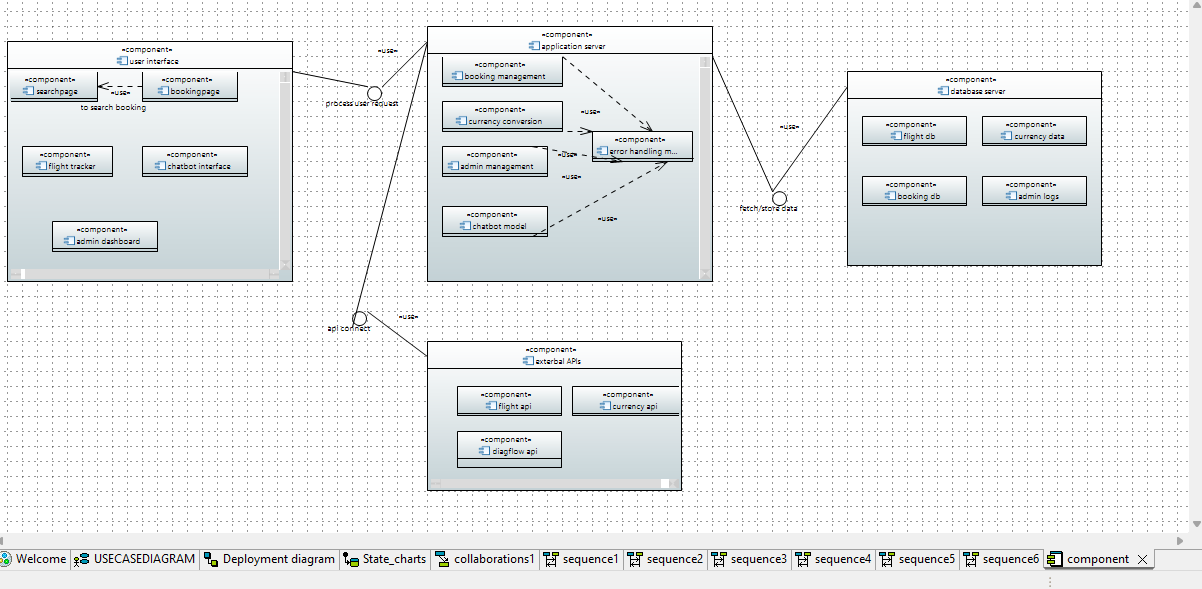 «component»
user interface
«component»
searchpage
«use»
«component»
bookingpage
to search booking
«component»
flight tracker
«component»
chatbot interface
«component»
admin dashboard
«use»
process user request
«component»
application server
«component»
booking management
«component»
currency conversion
«use»
«component»
error handling m...
«component»
admin management
«use»
«use»
«component»
chatbot model
«use»
«use»
fetch/store data
«component»
database server
«component»
flight db
«component»
currency data
«component»
booking db
«component»
admin logs
api connect
«use»
«component»
exterbal APIs
«component»
flight api
«component»
currency api
«component»
diagflow api
Welcome USECASEDIAGRAM Deployment diagram State_charts collaborations1 sequence1 sequence2 sequence3 sequence4 sequence5 sequence6 component